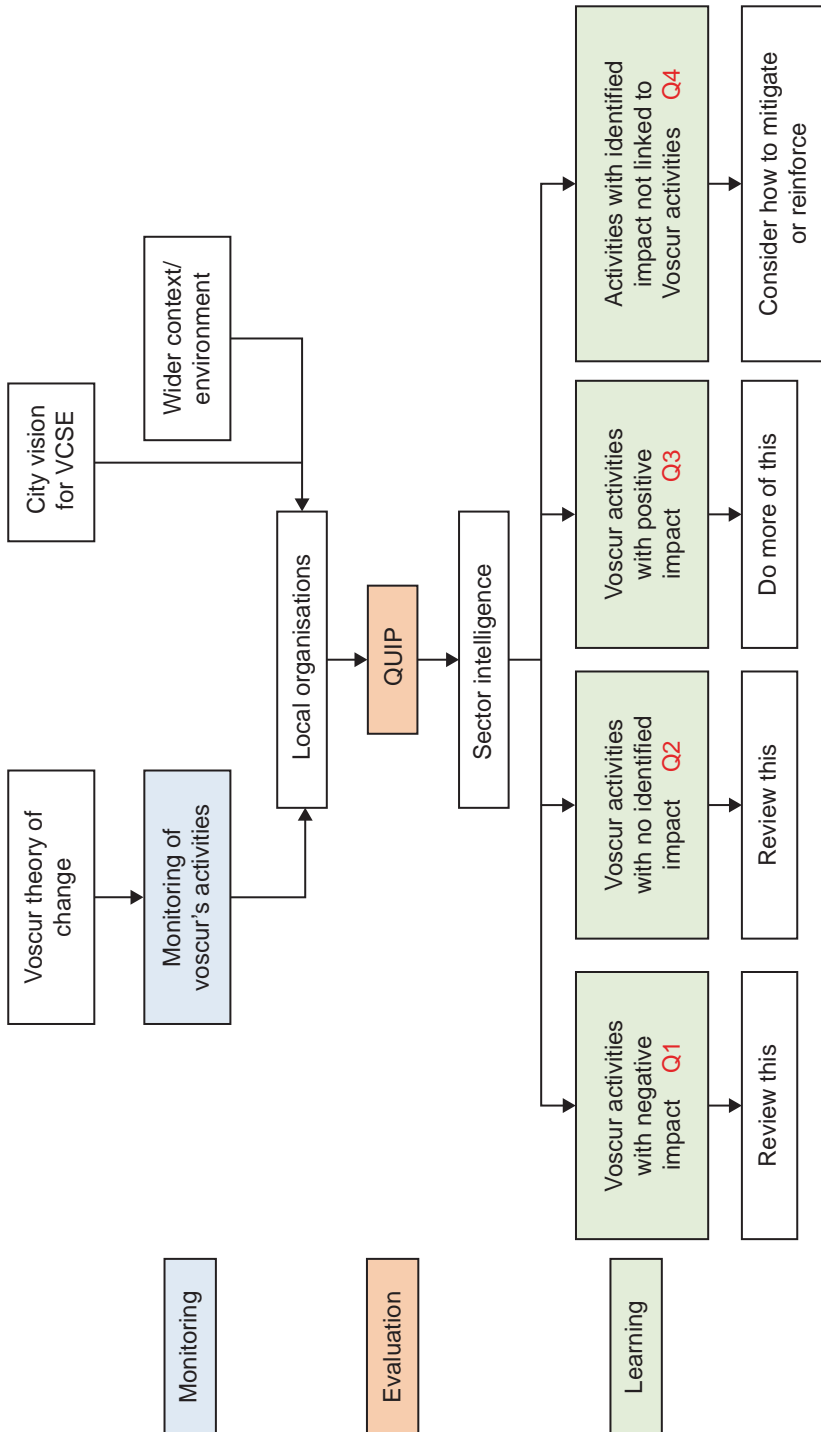 Voscur theory of
change
City vision
for VCSE
Monitoring
Monitoring of
voscur's activities
Wider context/
environment
Local organisations
Evaluation
QUIP
Sector intelligence
Learning
Voscur activities
with negative
impact Q1
Voscur activities
with no identified
impact Q2
Voscur activities
with positive
impact Q3
Activities with identified
impact not linked to
Voscur activities Q4
Review this
Review this
Do more of this
Consider how to mitigate
or reinforce